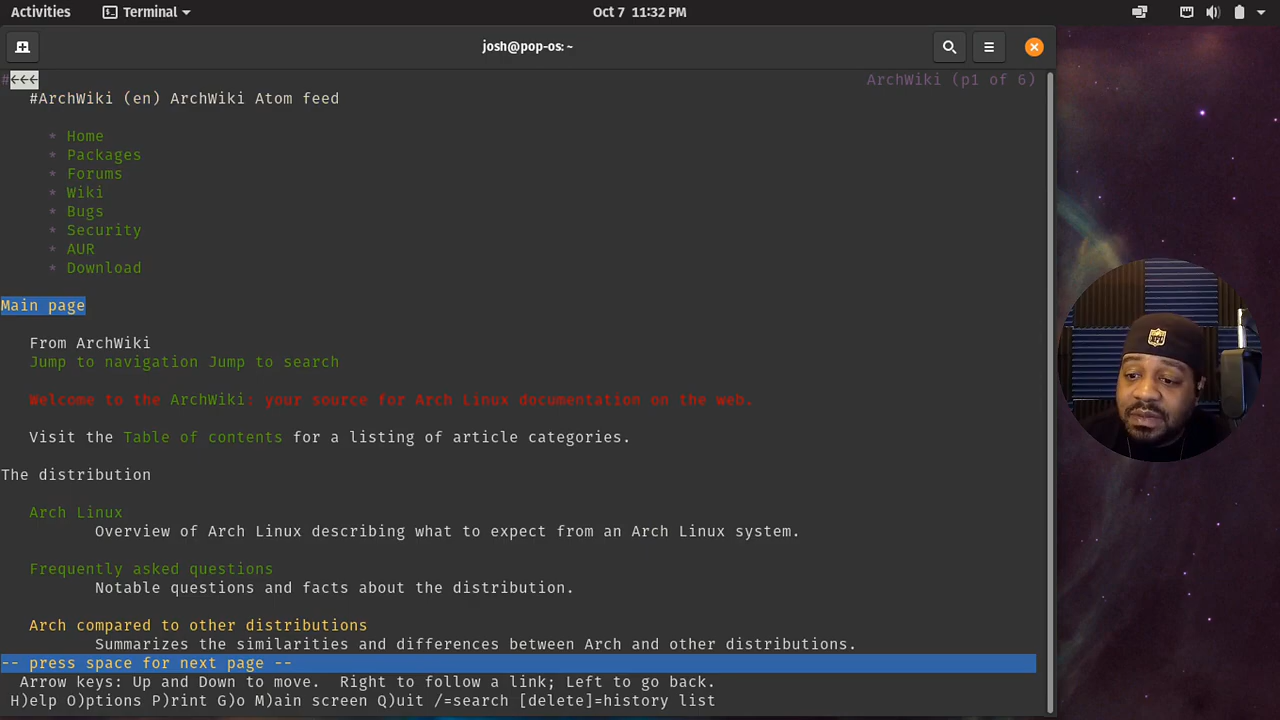 Activities
Terminal
Oct 7 11:32 PM
josh@pop-os: ~
#<<<
ArchWiki (p1 of 6)
#ArchWiki (en) ArchWiki Atom feed
* Home
* Packages
* Forums
* Wiki
* Bugs
* Security
* AUR
* Download
Main page
From ArchWiki
Jump to navigation Jump to search
Welcome to the ArchWiki: your source for Arch Linux documentation on the web.
Visit the Table of contents for a listing of article categories.
The distribution
Arch Linux
Overview of Arch Linux describing what to expect from an Arch Linux system.
Frequently asked questions
Notable questions and facts about the distribution.
Arch compared to other distributions
Summarizes the similarities and differences between Arch and other distributions.
-- press space for next page --
Arrow keys: Up and Down to move. Right to follow a link; Left to go back.
H)elp O)ptions P)rint G)o M)ain screen Q)uit /=search [delete]=history list